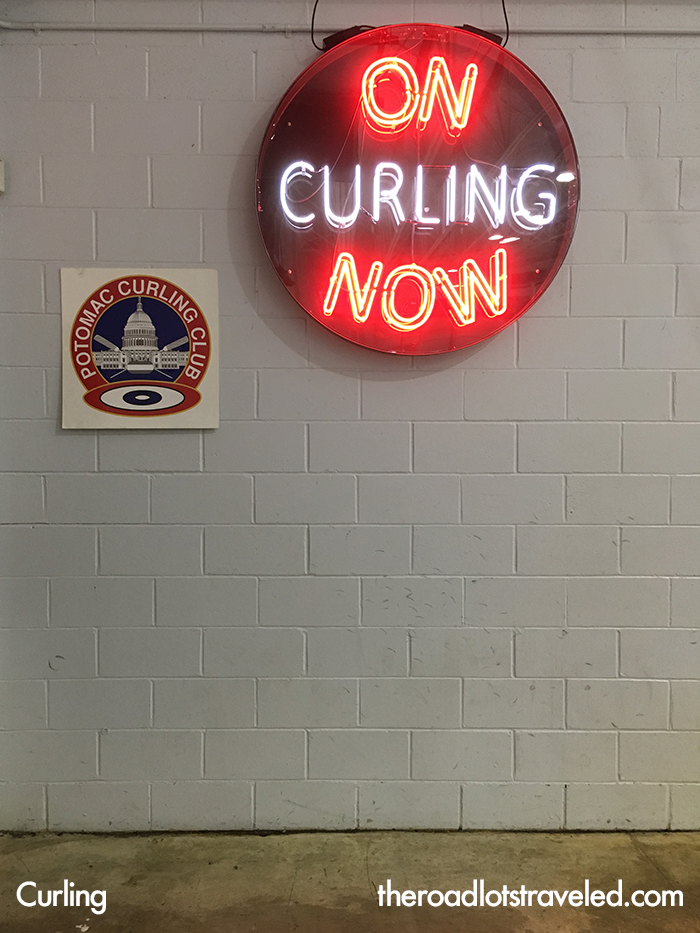 ON
CURLING
NOW
POTOMAC CURLING CLUB
Curling
theroadlotstraveled.com